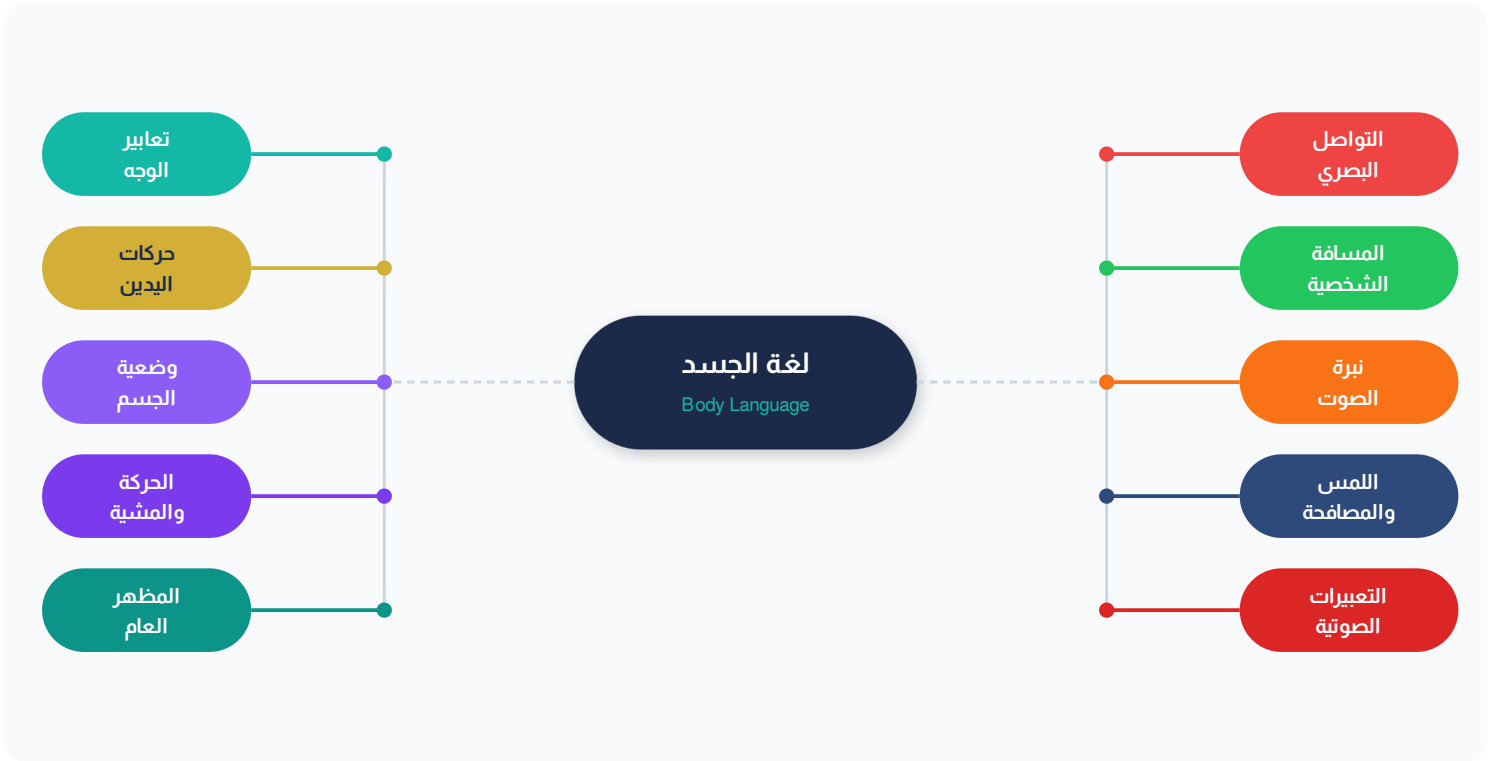 لغة الجسد
Body Language
التواصل
البصري
المسافة
الشخصية
نبرة
الصوت
اللمس
والمصافحة
التعبيرات
الصوتية
تعابير
الوجه
حركات
اليدين
وضعية
الجسم
الحركة
والمشية
المظهر
العام